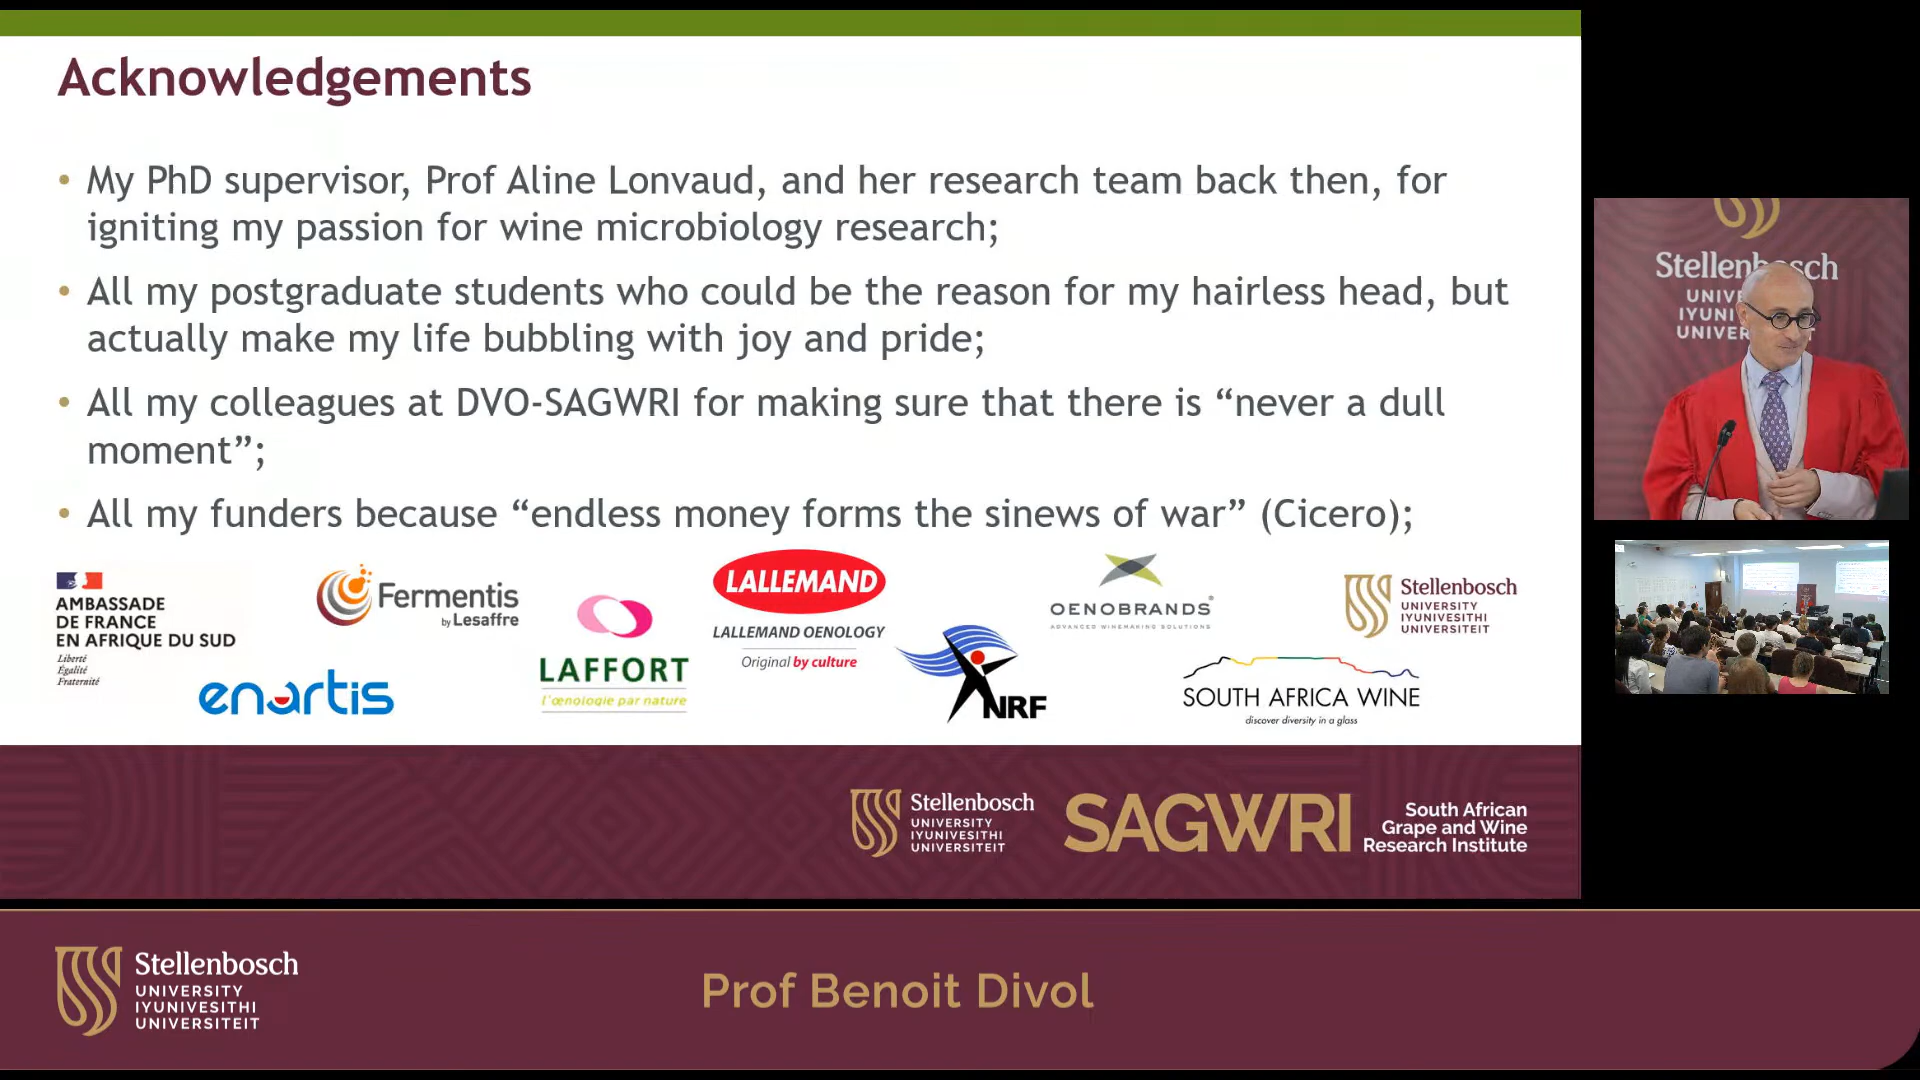 Acknowledgements
• My PhD supervisor, Prof Aline Lonvaud, and her research team back then, for
igniting my passion for wine microbiology research;
• All my postgraduate students who could be the reason for my hairless head, but
actually make my life bubbling with joy and pride;
• All my colleagues at DVO-SAGWRI for making sure that there is “never a dull
moment”;
• All my funders because “endless money forms the sinews of war” (Cicero);
AMBASSADE
DE FRANCE
EN AFRIQUE DU SUD
Liberté
Égalité
Fraternité
enartis
Fermentis
by Lesaffre
LAFFORT
l'œnologie par nature
LALLEMAND
LALLEMAND OENOLOGY
Original by culture
NRF
OENOBRANDS®
ADVANCED WINEMAKING SOLUTIONS
SOUTH AFRICA WINE
discover diversity in a glass
Stellenbosch
UNIVERSITY
IYUNIVESITHI
UNIVERSITEIT
Stellenbosch
UNIVERSITY
IYUNIVESITHI
UNIVERSITEIT
SAGWRI
South African
Grape and Wine
Research Institute
Stellenbosch
UNIVERSITY
IYUNIVESITHI
UNIVERSITEIT
Prof Benoit Divol